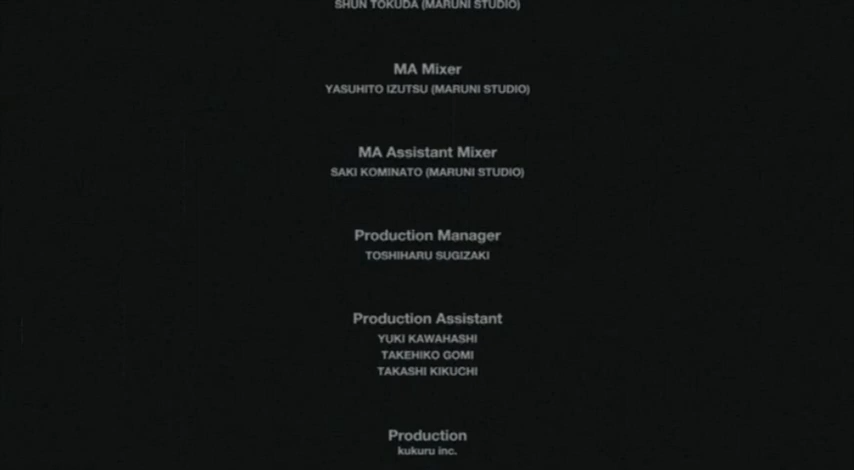 SHUN TOKUDA (MARUNI STUDIO)
MA Mixer
YASUHITO IZUTSU (MARUNI STUDIO)
MA Assistant Mixer
SAKI KOMINATO (MARUNI STUDIO)
Production Manager
TOSHIHARU SUGIZAKI
Production Assistant
YUKI KAWAHASHI
TAKEHIKO GOMI
TAKASHI KIKUCHI
Production
kukuru inc.